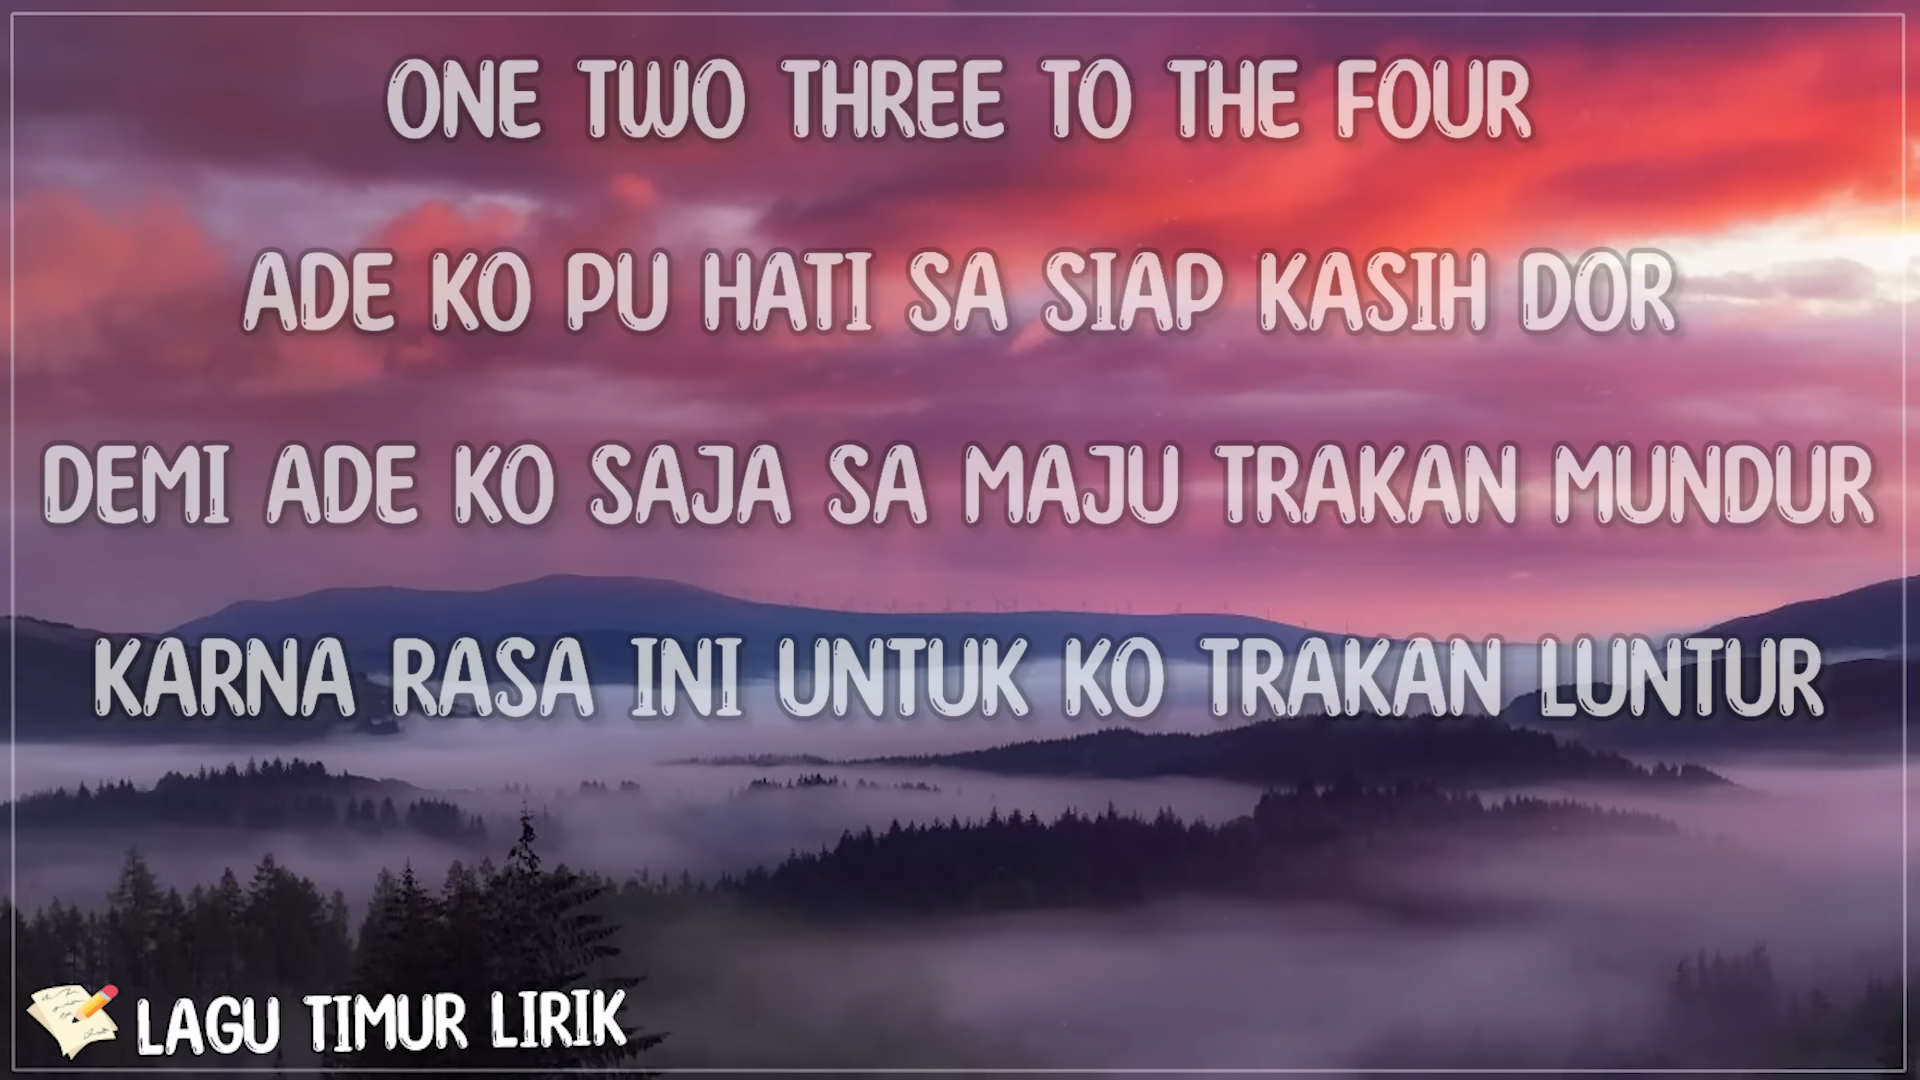 ONE TWO THREE TO THE FOUR
ADE KO PU HATI SA SIAP KASIH DOR
DEMI ADE KO SAJA SA MAJU TRAKAN MUNDUR
KARNA RASA INI UNTUK KO TRAKAN LUNTUR
LAGU TIMUR LIRIK